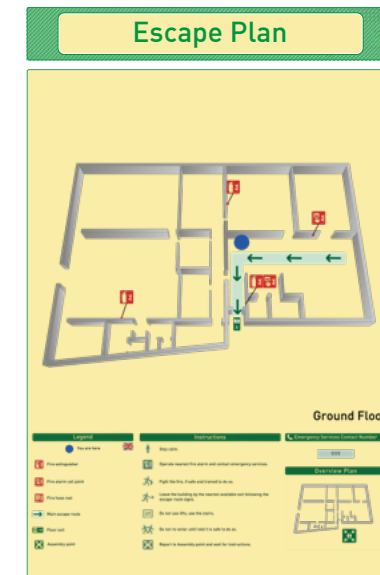 Escape Plan
Ground Floo
Legend
You are here
Fire extinguisher
Fire alarm call point
Fire hose reel
Main escape route
Floor exit
Assembly point
Instructions
Stay calm.
Operate nearest fire alarm and contact emergency services.
Fight the fire, if safe and trained to do so.
Leave the building by the nearest available exit following the
escape route signs.
Do not use lifts, use the stairs.
Do not re-enter until told it is safe to do so.
Report to Assembly point and wait for instructions.
Emergency Services Contact Number
Overview Plan